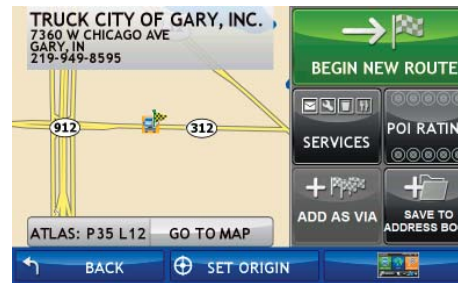 TRUCK CITY OF GARY, INC.
7360 W CHICAGO AVE
GARY, IN
219-949-8595
BEGIN NEW ROUTE
912
312
SERVICES
POI RATIN
ADD AS VIA
SAVE TO
ADDRESS BOO
ATLAS: P35 L12
GO TO MAP
BACK
SET ORIGIN